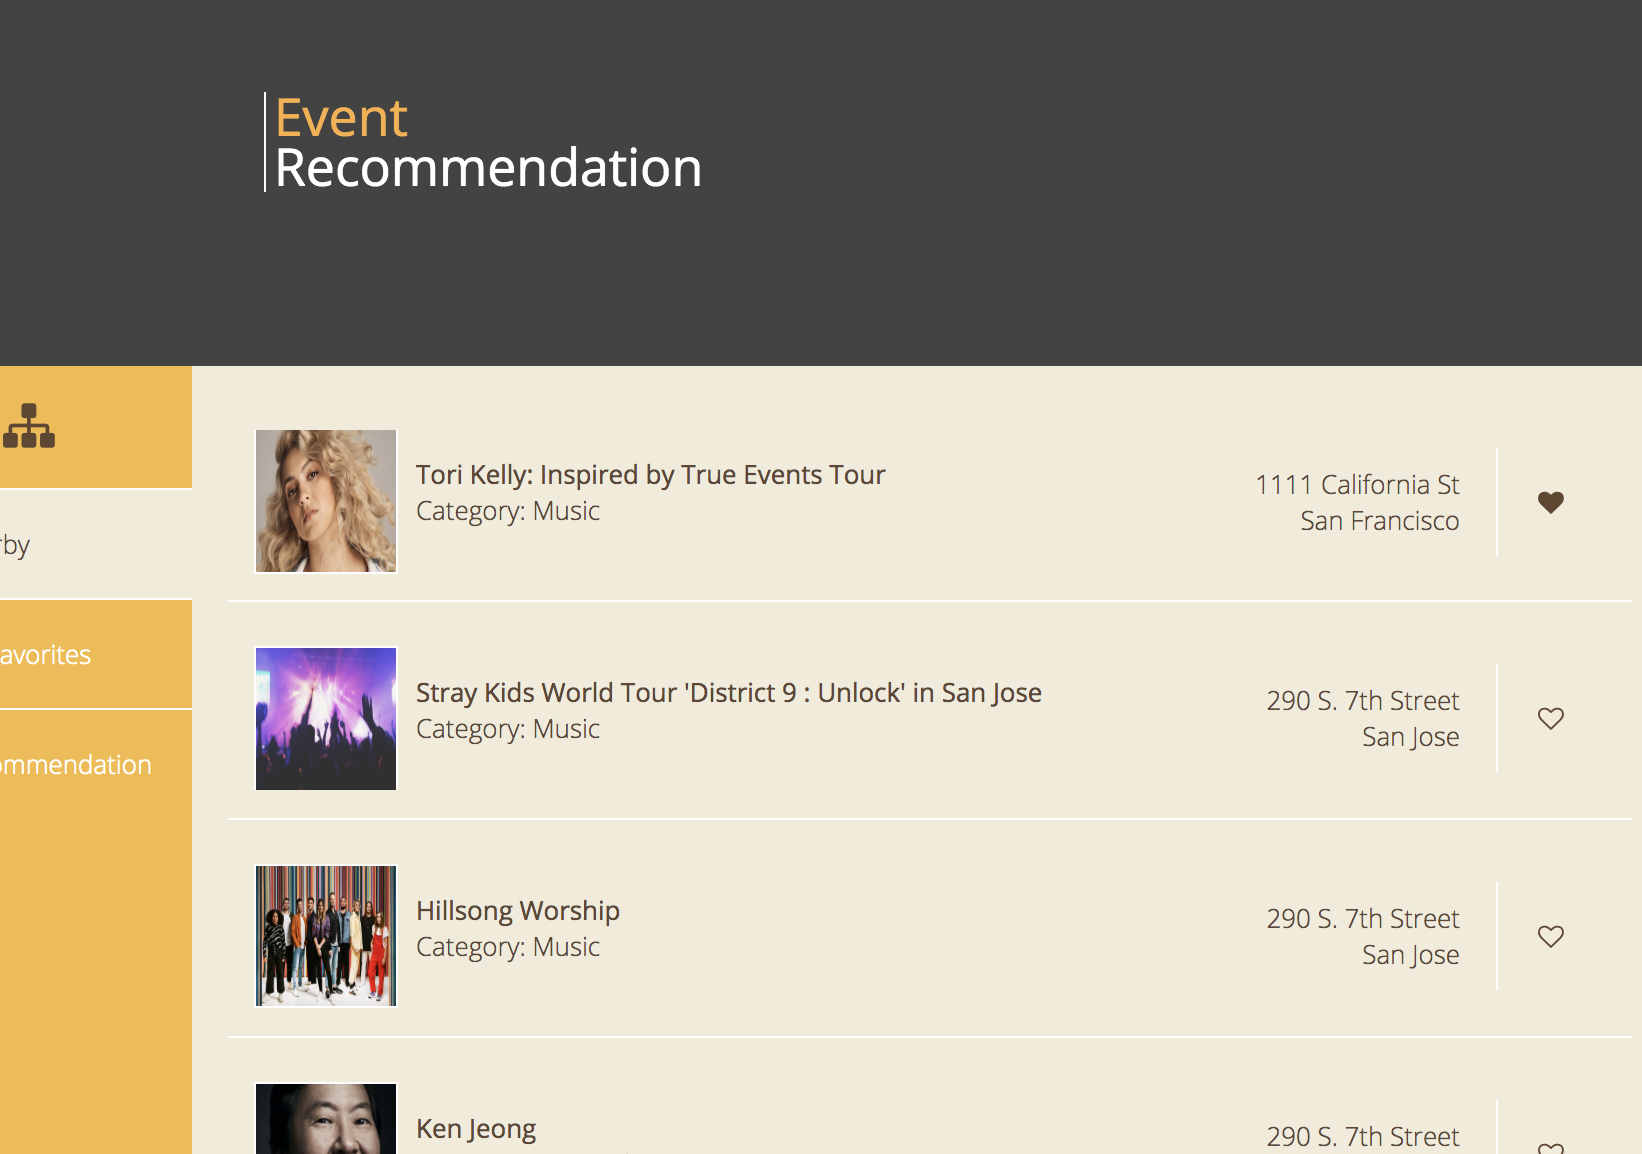 Event
Recommendation
rby
avorites
ommendation
Tori Kelly: Inspired by True Events Tour
Category: Music
1111 California St
San Francisco
Stray Kids World Tour 'District 9 : Unlock' in San Jose
Category: Music
290 S. 7th Street
San Jose
Hillsong Worship
Category: Music
290 S. 7th Street
San Jose
Ken Jeong
290 S. 7th Street